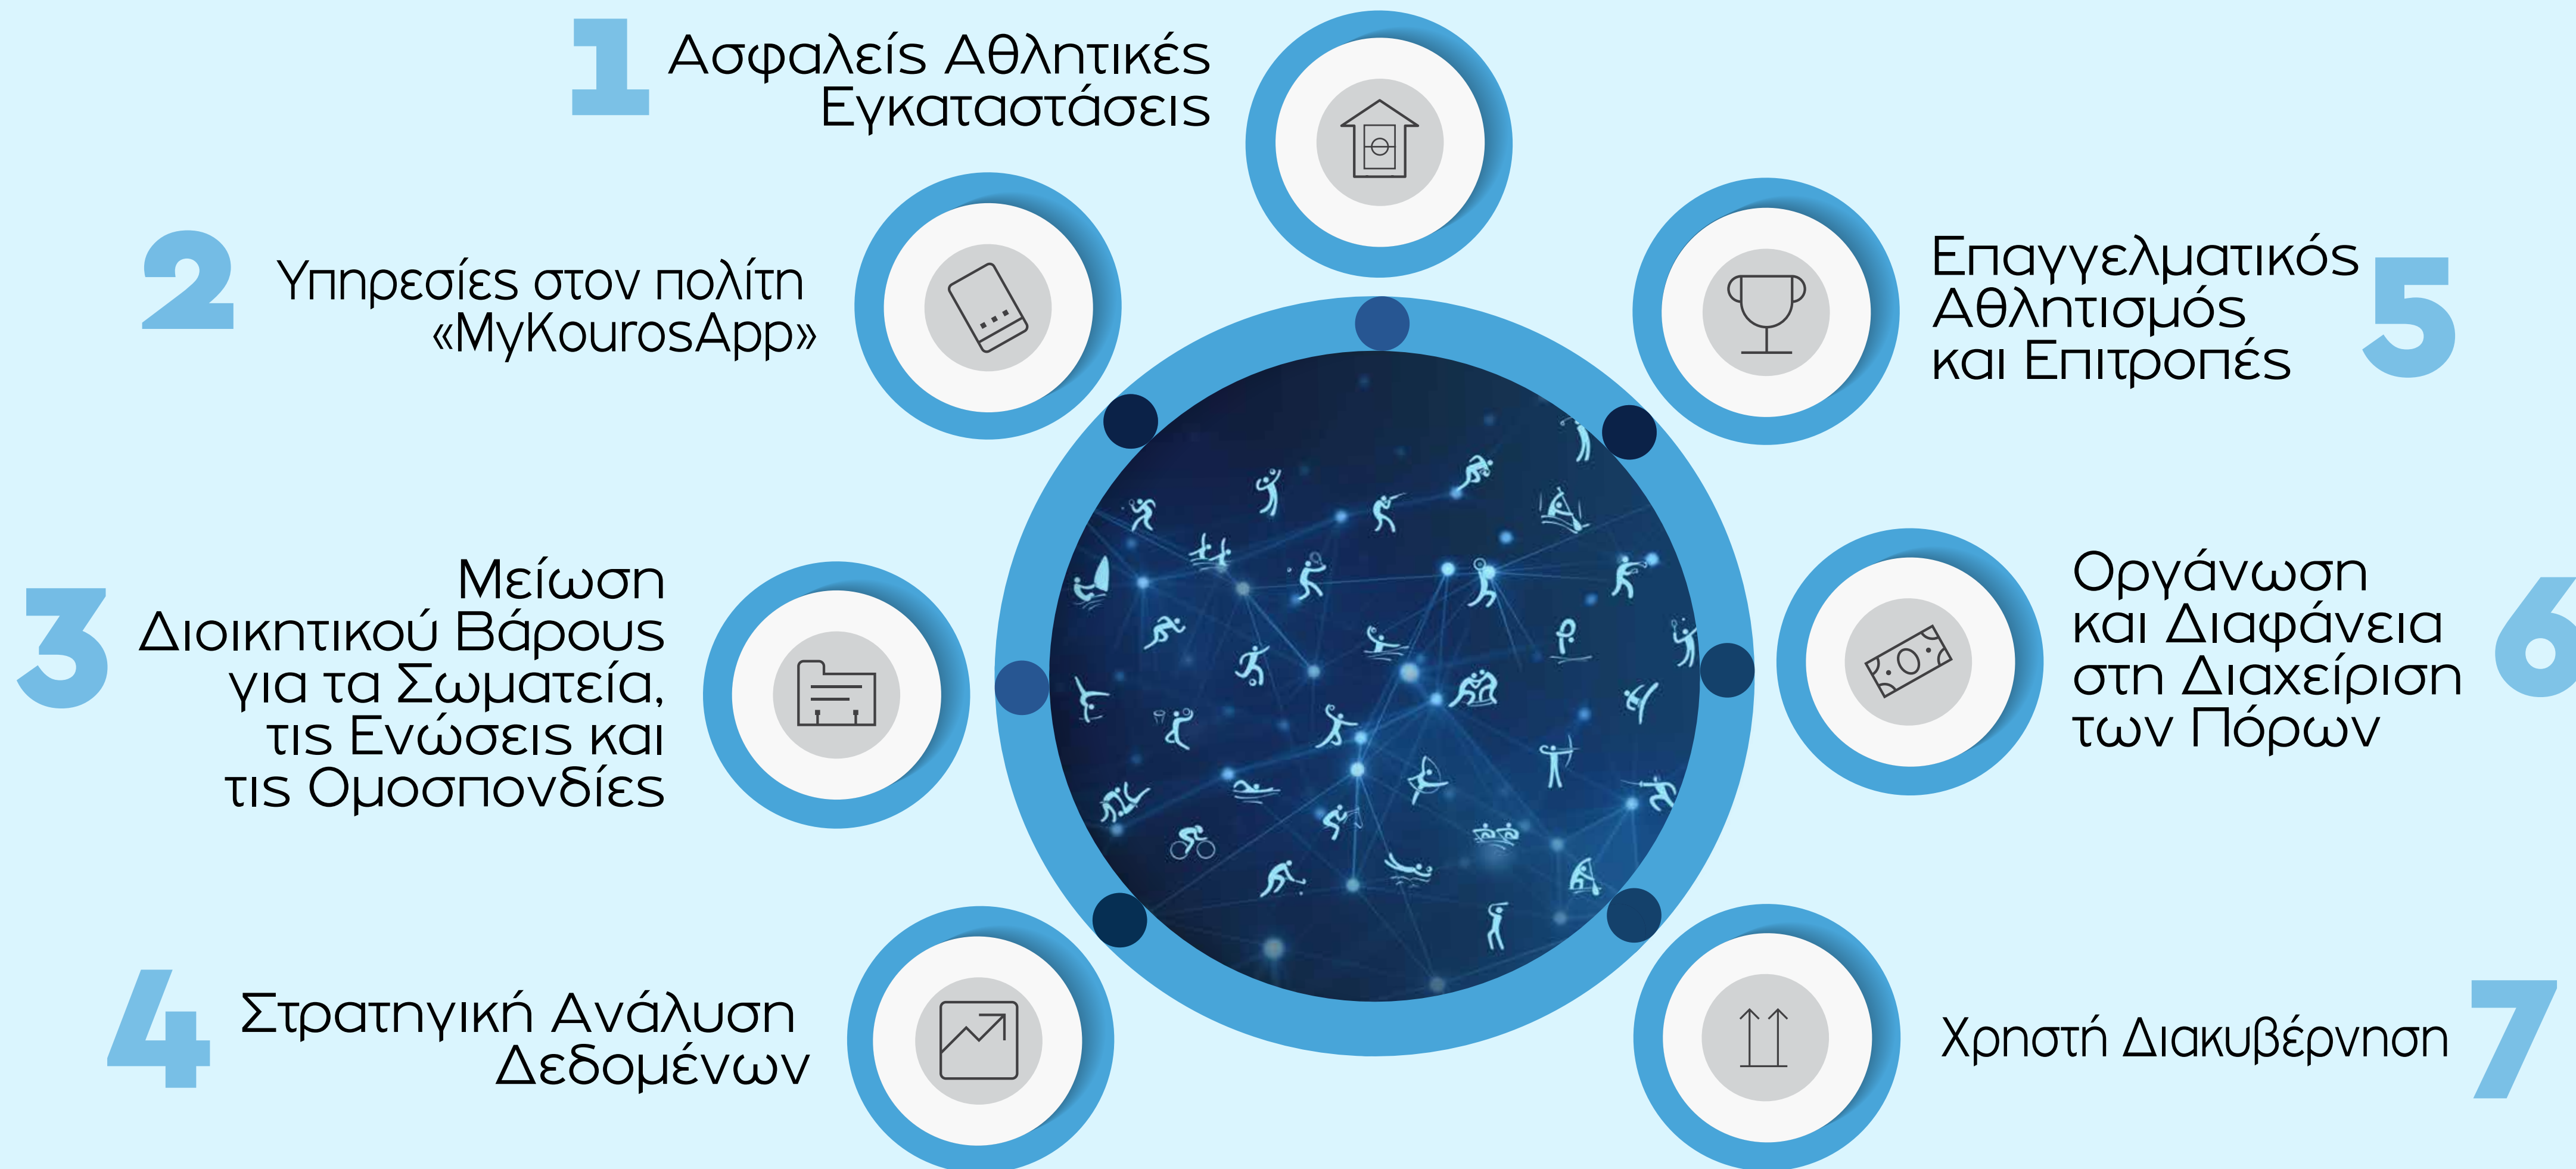 1
Ασφαλείς Αθλητικές
Εγκαταστάσεις
2
Υπηρεσίες στον πολίτη
«MyKourosApp»
3
Μείωση
Διοικητικού Βάρους
για τα Σωματεία,
τις Ενώσεις και
τις Ομοσπονδίες
4
Στρατηγική Ανάλυση
Δεδομένων
Επαγγελματικός
Αθλητισμός
και Επιτροπές
5
Οργάνωση
και Διαφάνεια
στη Διαχείριση
των Πόρων
6
Χρηστή Διακυβέρνηση
7